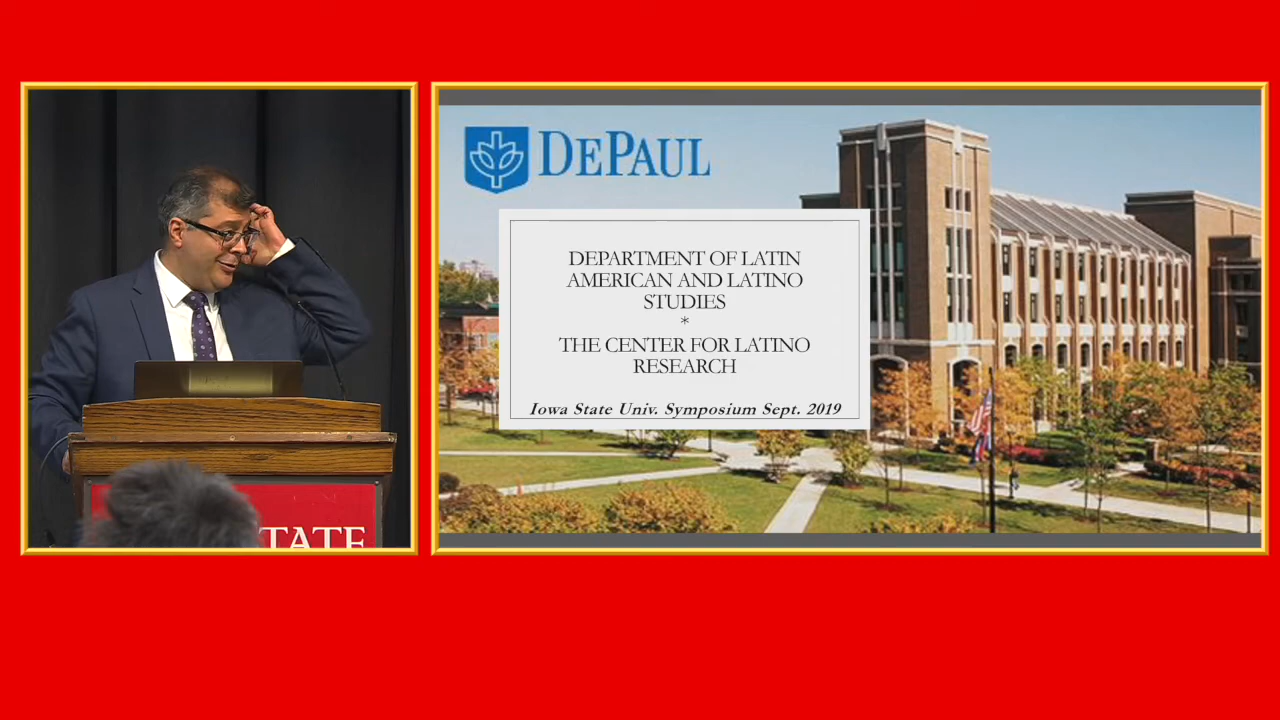 DEPAUL
DEPARTMENT OF LATIN
AMERICAN AND LATINO
STUDIES
*
THE CENTER FOR LATINO
RESEARCH
Iowa State Univ. Symposium Sept. 2019
TATE